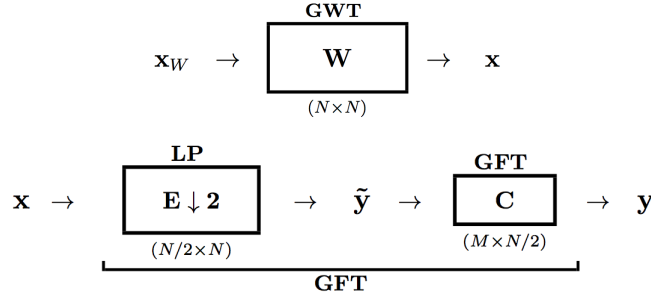 GWT
x_W → W → x
(N×N)
LP
GFT
x → E ↓ 2 → ỹ → C → y
(N/2×N)
(M×N/2)
GFT